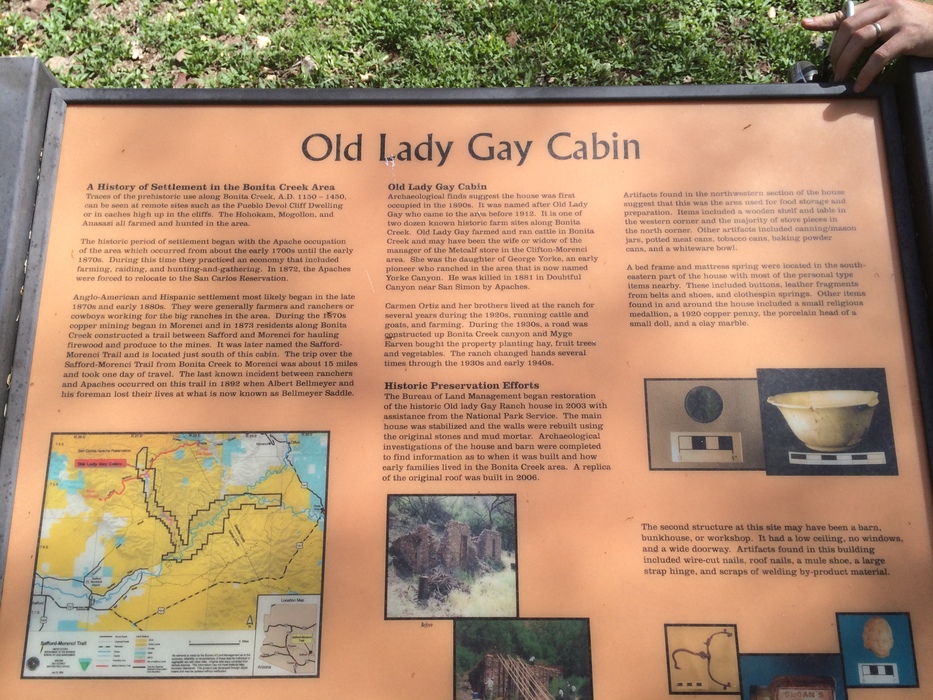 Old Lady Gay Cabin
A History of Settlement in the Bonita Creek Area
Traces of the prehistoric use along Bonita Creek, A.D. 1150 - 1450,
can be seen at remote sites such as the Pueblo Devol Cliff Dwelling
or in caches high up in the cliffs. The Hohokam, Mogollon, and
Anasasi all farmed and hunted in the area.
The historic period of settlement began with the Apache occupation
of the area which occurred from about the early 1700s until the early
1870s. During this time they practiced an economy that included
farming, raiding, and hunting-and-gathering. In 1872, the Apaches
were forced to relocate to the San Carlos Reservation.
Anglo-American and Hispanic settlement most likely began in the late
1870s and early 1880s. They were generally farmers and ranchers or
cowboys working for the big ranches in the area. During the 1870s
copper mining began in Morenci and in 1873 residents along Bonita
Creek constructed a trail between Safford and Morenci for hauling
firewood and produce to the mines. It was later named the Safford-
Morenci Trail and is located just south of this cabin. The trip over the
Safford-Morenci Trail from Bonita Creek to Morenci was about 15 miles
and took one day of travel. The last known incident between ranchers
and Apaches occurred on this trail in 1892 when Albert Bellmeyer and
his foreman lost their lives at what is now known as Bellmeyer Saddle.
Old Lady Gay Cabin
Safford-Morenci Trail
Location Map
Old Lady Gay Cabin
Archaeological finds suggest the house was first
occupied in the 1890s. It was named after Old Lady
Gay who came to the area before 1912. It is one of
two dozen known historic farm sites along Bonita
Creek. Old Lady Gay farmed and ran cattle in Bonita
Creek and may have been the wife or widow of the
manager of the Metcalf store in the Clifton-Morenci
area. She was the daughter of George Yorke, an early
pioneer who ranched in the area that is now named
Yorke Canyon. He was killed in 1881 in Doubtful
Canyon near San Simon by Apaches.
Carmen Ortiz and her brothers lived at the ranch for
several years during the 1920s, running cattle and
goats, and farming. During the 1930s, a road was
constructed up Bonita Creek canyon and Myge
Earven bought the property planting hay, fruit trees
and vegetables. The ranch changed hands several
times through the 1930s and early 1940s.
Historic Preservation Efforts
The Bureau of Land Management began restoration
of the historic Old lady Gay Ranch house in 2003 with
assistance from the National Park Service. The main
house was stabilized and the walls were rebuilt using
the original stones and mud mortar. Archaeological
investigations of the house and barn were completed
to find information as to when it was built and how
early families lived in the Bonita Creek area. A replica
of the original roof was built in 2006.
Before
Artifacts found in the northwestern section of the house
suggest that this was the area used for food storage and
preparation. Items included a wooden shelf and table in
the western corner and the majority of stove pieces in
the north corner. Other artifacts included canning/mason
jars, potted meat cans, tobacco cans, baking powder
cans, and a whiteware bowl.
A bed frame and mattress spring were located in the south-
eastern part of the house with most of the personal type
items nearby. These included buttons, leather fragments
from belts and shoes, and clothespin springs. Other items
found in and around the house included a small religious
medallion, a 1920 copper penny, the porcelain head of a
small doll, and a clay marble.
The second structure at this site may have been a barn,
bunkhouse, or workshop. It had a low ceiling, no windows,
and a wide doorway. Artifacts found in this building
included wire-cut nails, roof nails, a mule shoe, a large
strap hinge, and scraps of welding by-product material.
SLOAN'S